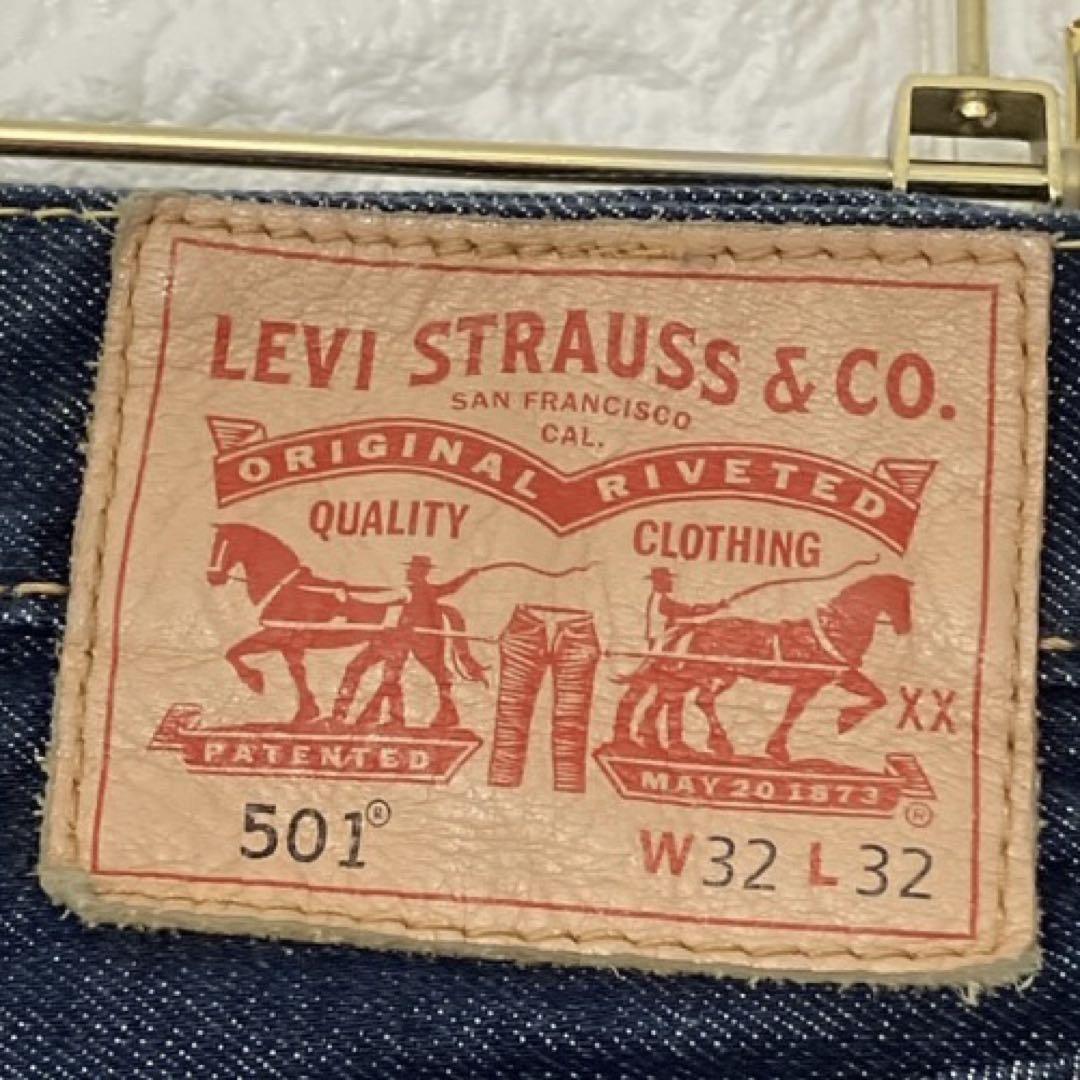 LEVI STRAUSS & CO.
SAN FRANCISCO
CAL.
ORIGINAL RIVETED
QUALITY CLOTHING
XX
PATENTED MAY 20 1873 ®
501® W32 L32